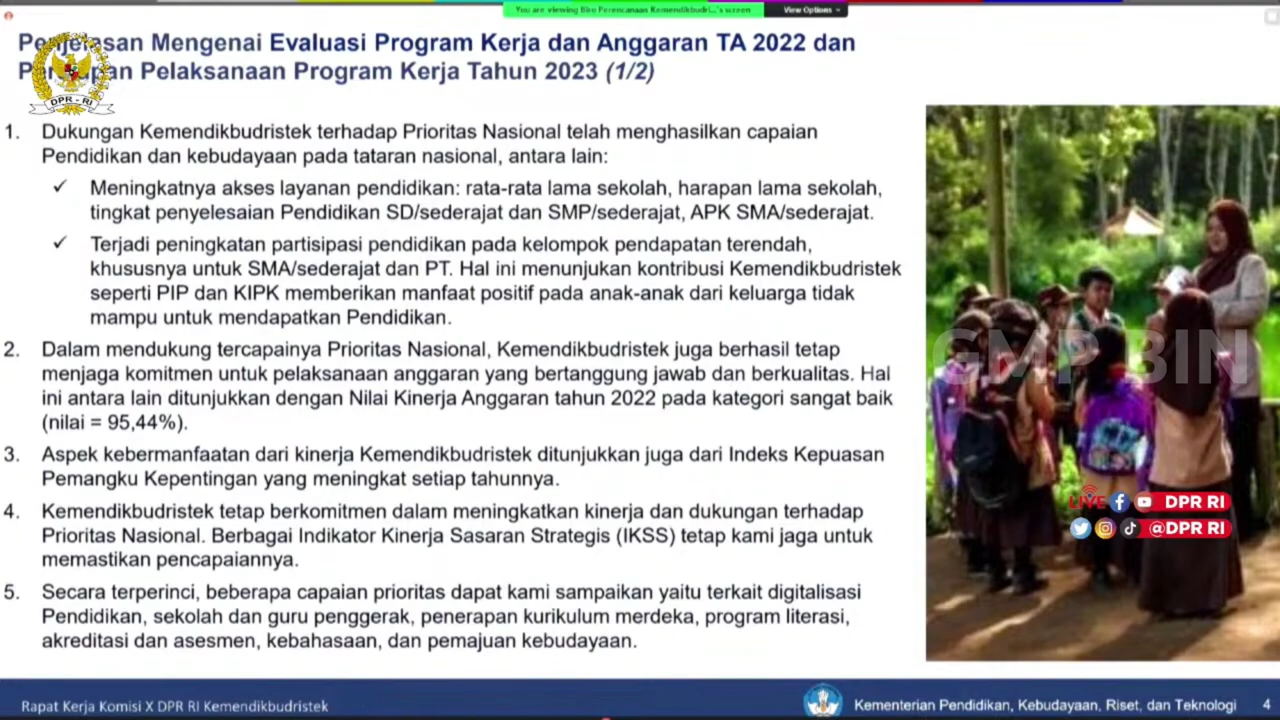 You are viewing Biro Perencanaan Kemendikbudri...'s screen
View Options
Penjelasan Mengenai Evaluasi Program Kerja dan Anggaran TA 2022 dan
Persiapan Pelaksanaan Program Kerja Tahun 2023 (1/2)
DPR - RI
1. Dukungan Kemendikbudristek terhadap Prioritas Nasional telah menghasilkan capaian
Pendidikan dan kebudayaan pada tataran nasional, antara lain:
✓ Meningkatnya akses layanan pendidikan: rata-rata lama sekolah, harapan lama sekolah,
tingkat penyelesaian Pendidikan SD/sederajat dan SMP/sederajat, APK SMA/sederajat.
✓ Terjadi peningkatan partisipasi pendidikan pada kelompok pendapatan terendah,
khususnya untuk SMA/sederajat dan PT. Hal ini menunjukan kontribusi Kemendikbudristek
seperti PIP dan KIPK memberikan manfaat positif pada anak-anak dari keluarga tidak
mampu untuk mendapatkan Pendidikan.
2. Dalam mendukung tercapainya Prioritas Nasional, Kemendikbudristek juga berhasil tetap
menjaga komitmen untuk pelaksanaan anggaran yang bertanggung jawab dan berkualitas. Hal
ini antara lain ditunjukkan dengan Nilai Kinerja Anggaran tahun 2022 pada kategori sangat baik
(nilai = 95,44%).
3. Aspek kebermanfaatan dari kinerja Kemendikbudristek ditunjukkan juga dari Indeks Kepuasan
Pemangku Kepentingan yang meningkat setiap tahunnya.
4. Kemendikbudristek tetap berkomitmen dalam meningkatkan kinerja dan dukungan terhadap
Prioritas Nasional. Berbagai Indikator Kinerja Sasaran Strategis (IKSS) tetap kami jaga untuk
memastikan pencapaiannya.
5. Secara terperinci, beberapa capaian prioritas dapat kami sampaikan yaitu terkait digitalisasi
Pendidikan, sekolah dan guru penggerak, penerapan kurikulum merdeka, program literasi,
akreditasi dan asesmen, kebahasaan, dan pemajuan kebudayaan.
GMP BIN
LIVE DPR RI
@DPR RI
Rapat Kerja Komisi X DPR RI Kemendikbudristek
Kementerian Pendidikan, Kebudayaan, Riset, dan Teknologi 4